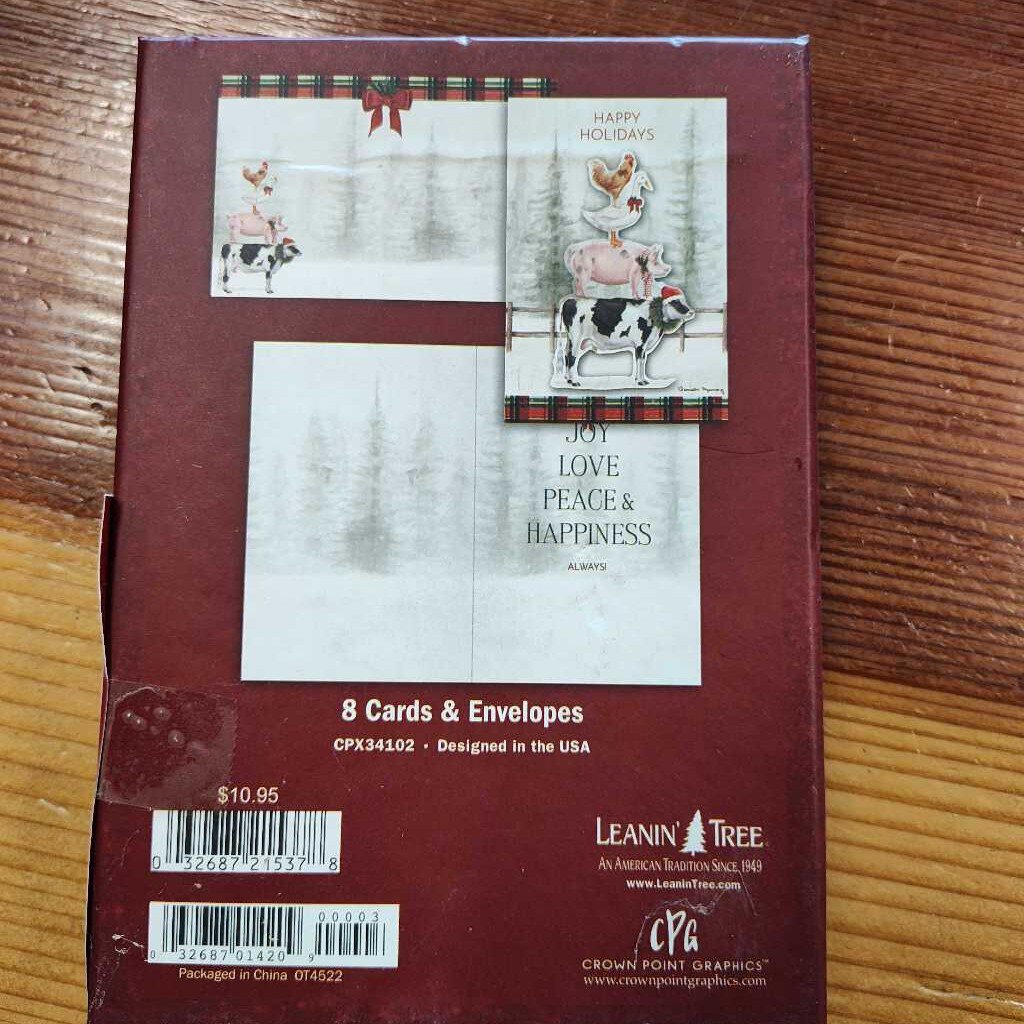 HAPPY
HOLIDAYS
JOY
LOVE
PEACE &
HAPPINESS
ALWAYS!
8 Cards & Envelopes
CPX34102 • Designed in the USA
$10.95
0 32687 21537 8
00003
0 32687 01420 9
Packaged in China OT4522
LEANIN' TREE
AN AMERICAN TRADITION SINCE 1949
www.LeaninTree.com
CPG
CROWN POINT GRAPHICS™
www.crownpointgraphics.com